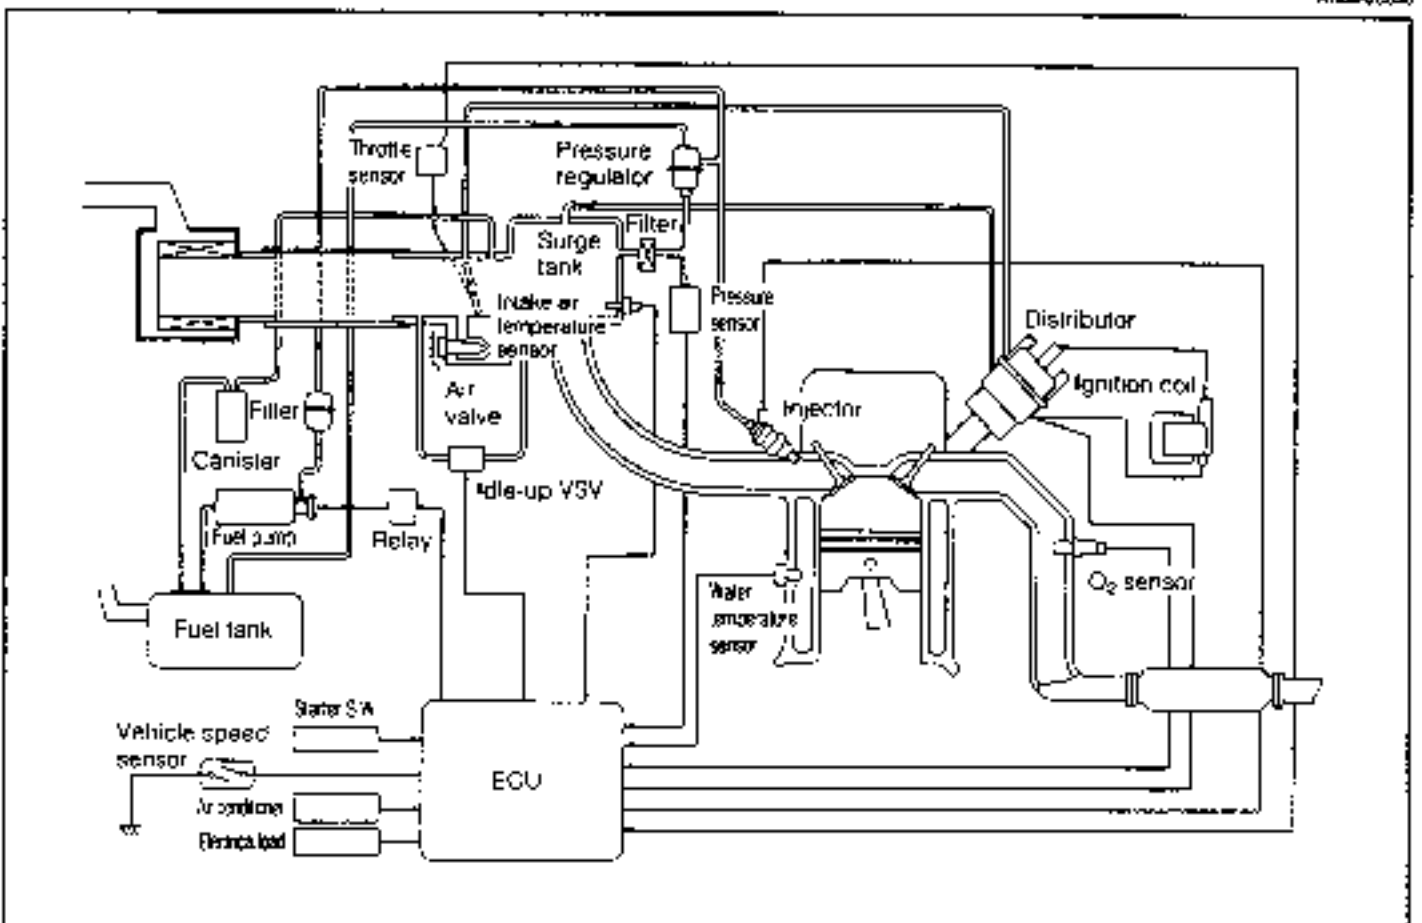 Throttle
sensor
Pressure
regulator
Filter
Surge
tank
Intake air
temperature
sensor
Pressure
sensor
Distributor
Ignition coil
Injector
Air
valve
Filter
Canister
Idle-up VSV
Fuel pump
Relay
O₂ sensor
Water
temperature
sensor
Fuel tank
Starter SW
Vehicle speed
sensor
ECU
Air conditioner
Electrical load